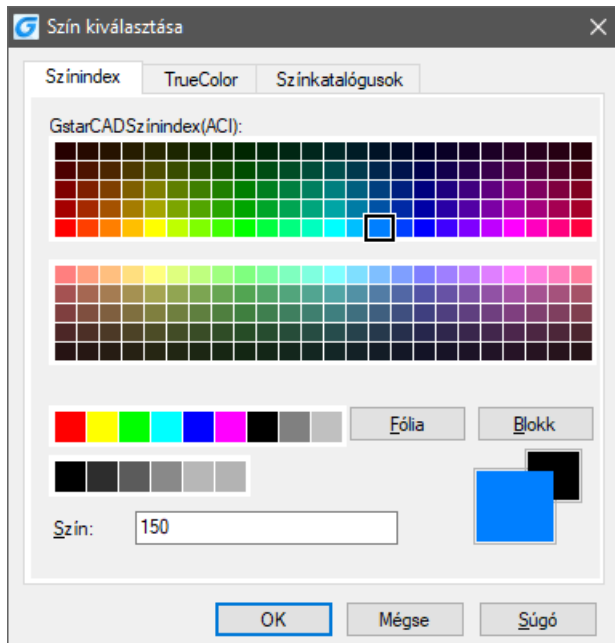 Szín kiválasztása
Színindex TrueColor Színkatalógusok
GstarCADSzínindex(ACI):
Fólia Blokk
Szín: 150
OK Mégse Súgó